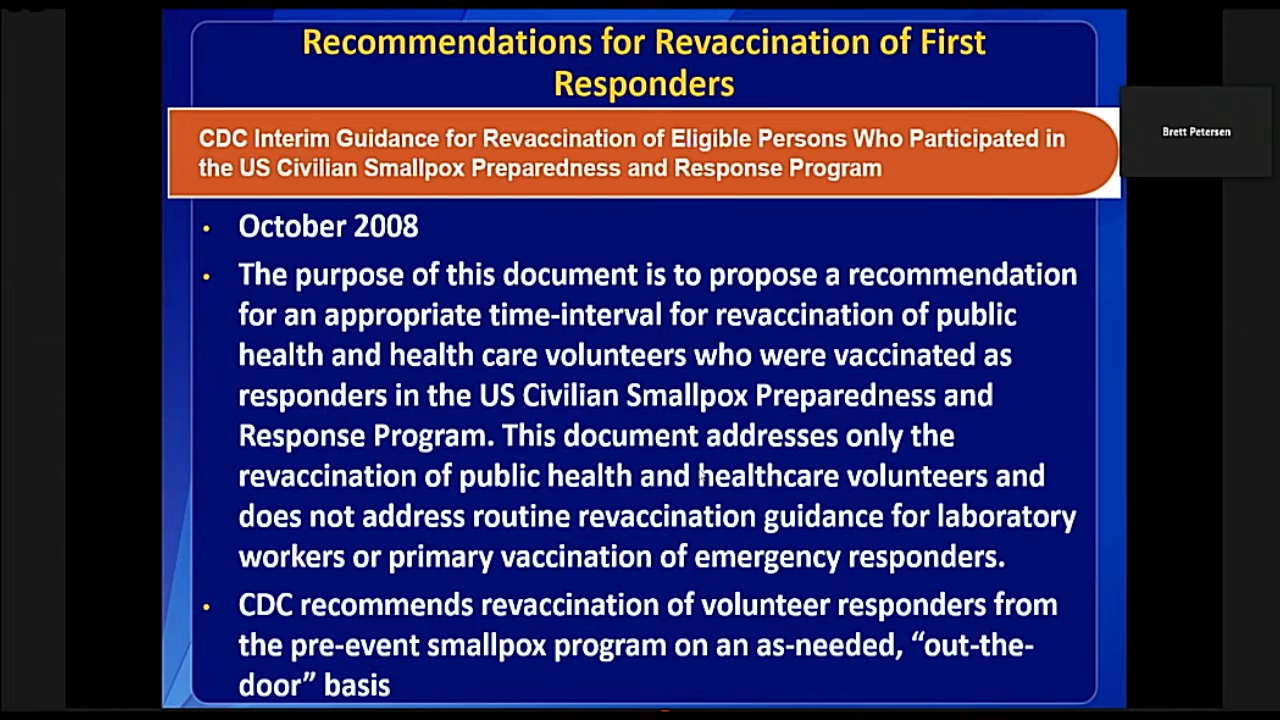 Recommendations for Revaccination of First
Responders
CDC Interim Guidance for Revaccination of Eligible Persons Who Participated in
the US Civilian Smallpox Preparedness and Response Program
Brett Petersen
• October 2008
• The purpose of this document is to propose a recommendation
for an appropriate time-interval for revaccination of public
health and health care volunteers who were vaccinated as
responders in the US Civilian Smallpox Preparedness and
Response Program. This document addresses only the
revaccination of public health and healthcare volunteers and
does not address routine revaccination guidance for laboratory
workers or primary vaccination of emergency responders.
• CDC recommends revaccination of volunteer responders from
the pre-event smallpox program on an as-needed, “out-the-
door” basis